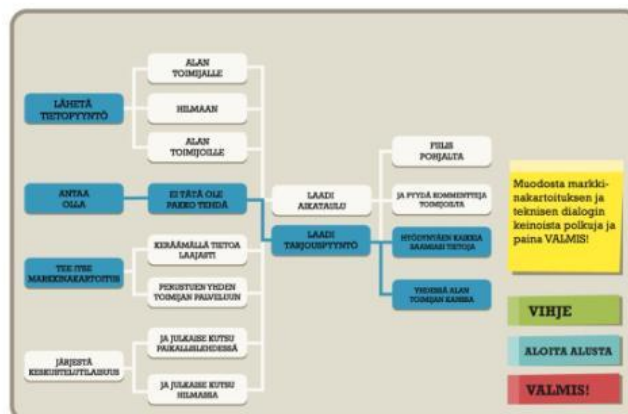 ALAN
TOIMIJALLE
LÄHETÄ
TIETOPYYNTÖ
HILMAAN
ALAN
TOIMIJOILLE
ANTAA
OLLA
EI TÄTÄ OLE
PAKKO TEHDÄ
TEE ITSE
MARKKINAKARTOITUS
KERÄÄMÄLLÄ TIETOA
LAAJASTI
PERUSTUEN YHDEN
TOIMIJAN PALVELUUN
JÄRJESTÄ
KESKUSTELUTILAISUUS
JA JULKAISE KUTSU
PAIKALLISLEHDESSÄ
JA JULKAISE KUTSU
HILMASSA
LAADI
AIKATAULU
LAADI
TARJOUSPYYNTÖ
FIILIS
POHJALTA
JA PYYDÄ KOMMENTTEJA
TOIMIJOILTA
HYÖDYNTÄEN KAIKKIA
SAAMIASI TIETOJA
YHDESSÄ ALAN
TOIMIJAN KANSSA
Muodosta markki-
nakartoituksen ja
teknisen dialogin
keinoista polkuja ja
paina VALMIS!
VIHJE
ALOITA ALUSTA
VALMIS!